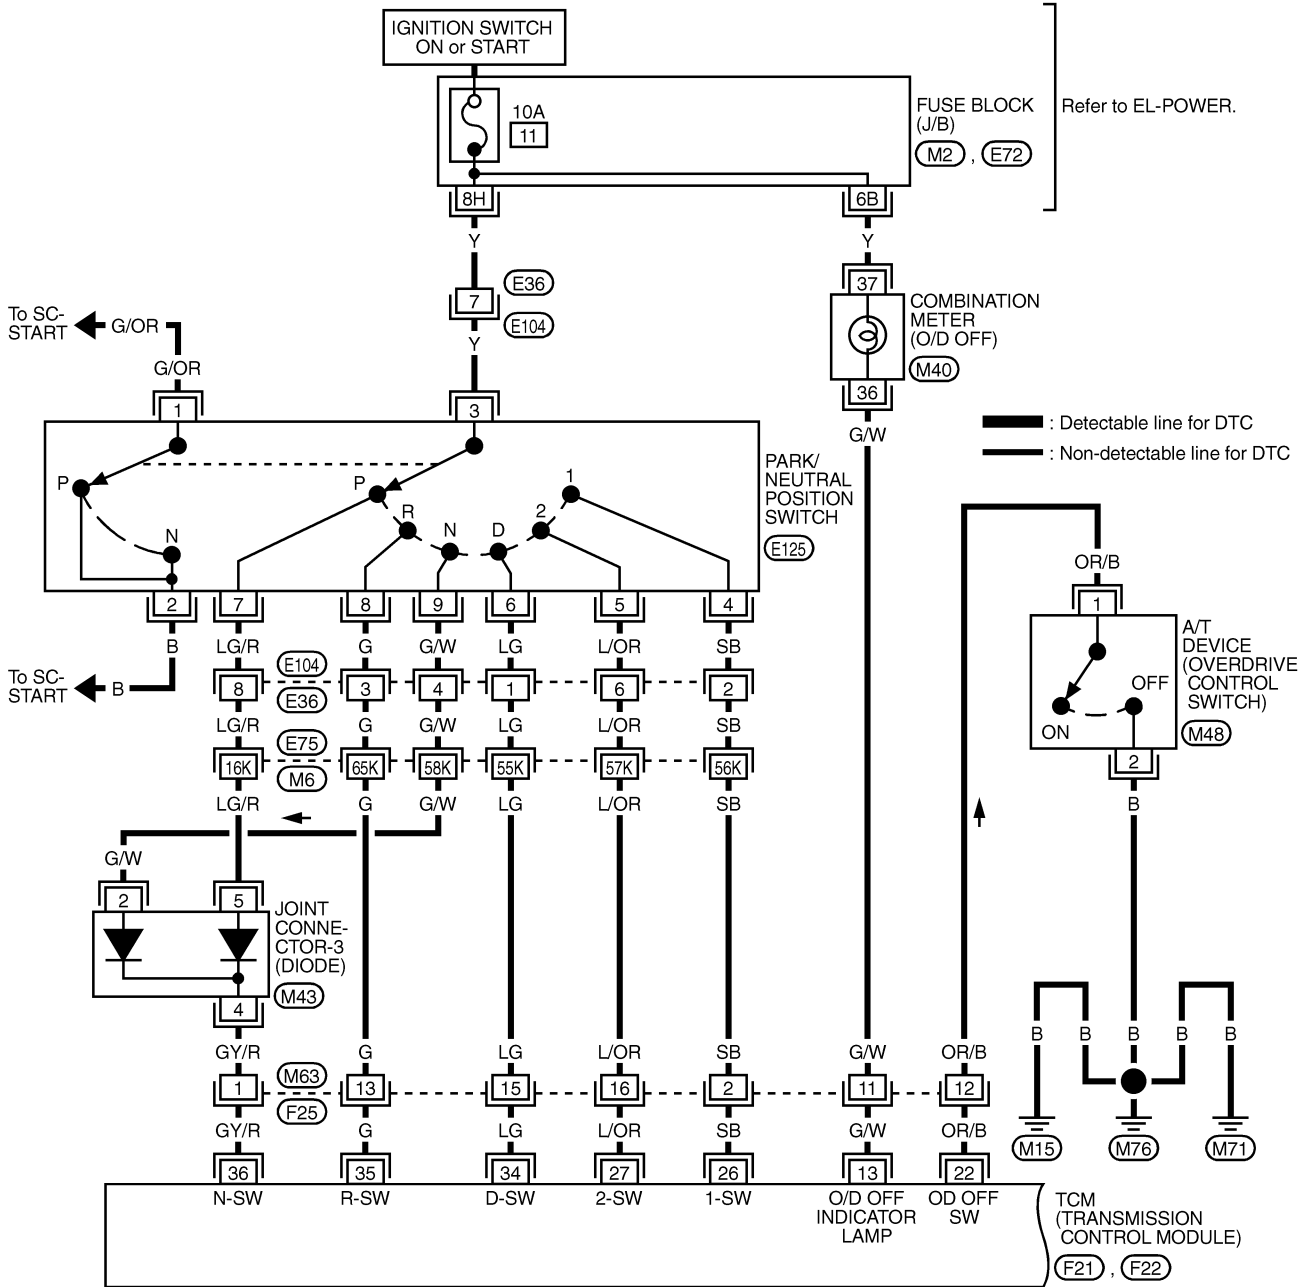 IGNITION SWITCH
ON or START
10A
11
FUSE BLOCK
(J/B)
M2 , E72
Refer to EL-POWER.
8H
6B
Y
Y
E36
7
E104
Y
37
COMBINATION
METER
(O/D OFF)
M40
36
G/W
To SC-
START
G/OR
G/OR
1
3
: Detectable line for DTC
: Non-detectable line for DTC
P
N
P
R
N
D
2
1
PARK/
NEUTRAL
POSITION
SWITCH
E125
2
7
8
9
6
5
4
B
LG/R
G
G/W
LG
L/OR
SB
To SC-
START
B
E104
8
3
4
1
6
2
E36
LG/R
G
G/W
LG
L/OR
SB
E75
16K
65K
58K
55K
57K
56K
M6
LG/R
G
G/W
LG
L/OR
SB
OR/B
1
A/T
DEVICE
(OVERDRIVE
CONTROL
SWITCH)
M48
OFF
ON
2
B
G/W
2
5
JOINT
CONNE-
CTOR-3
(DIODE)
M43
4
B
B
B
B
B
GY/R
G
LG
L/OR
SB
G/W
OR/B
M63
1
13
15
16
2
11
12
F25
GY/R
G
LG
L/OR
SB
G/W
OR/B
M15
M76
M71
36
35
34
27
26
13
22
N-SW
R-SW
D-SW
2-SW
1-SW
O/D OFF
INDICATOR
LAMP
OD OFF
SW
TCM
(TRANSMISSION
CONTROL MODULE)
F21 , F22